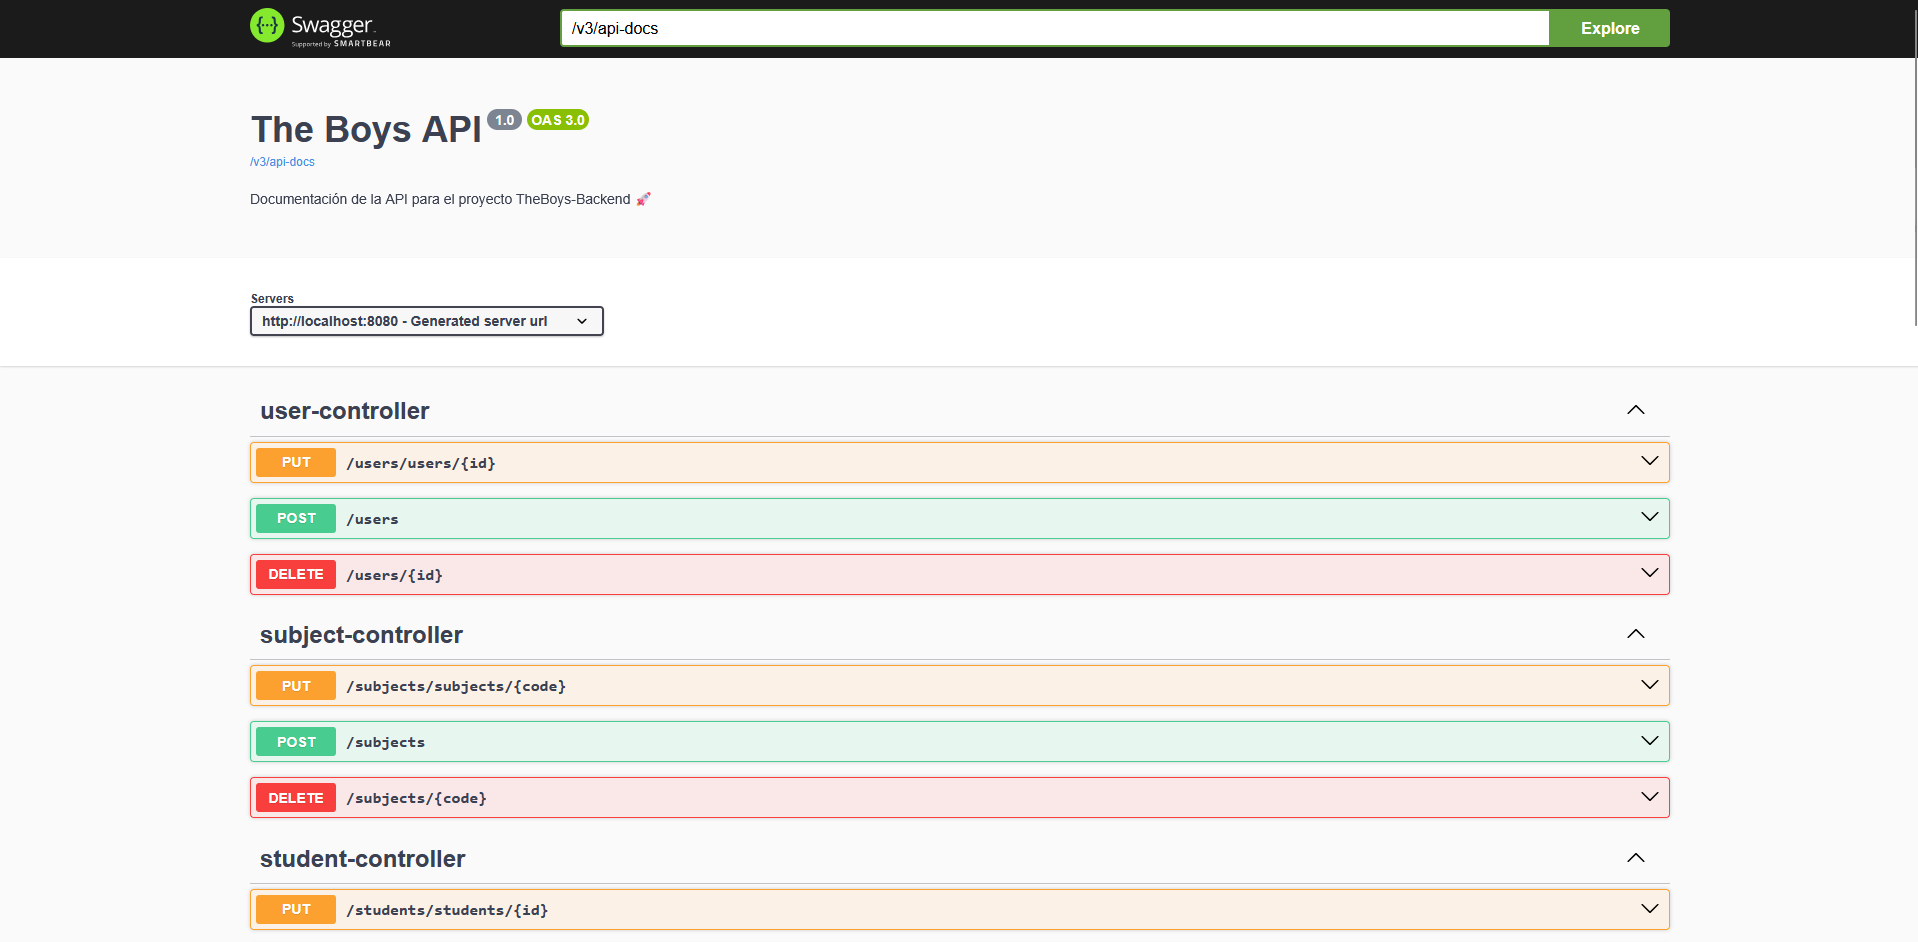 Swagger
Supported by SMARTBEAR
/v3/api-docs
Explore
The Boys API 1.0 OAS 3.0
/v3/api-docs
Documentación de la API para el proyecto TheBoys-Backend 🚀
Servers
http://localhost:8080 - Generated server url
user-controller
PUT /users/users/{id}
POST /users
DELETE /users/{id}
subject-controller
PUT /subjects/subjects/{code}
POST /subjects
DELETE /subjects/{code}
student-controller
PUT /students/students/{id}